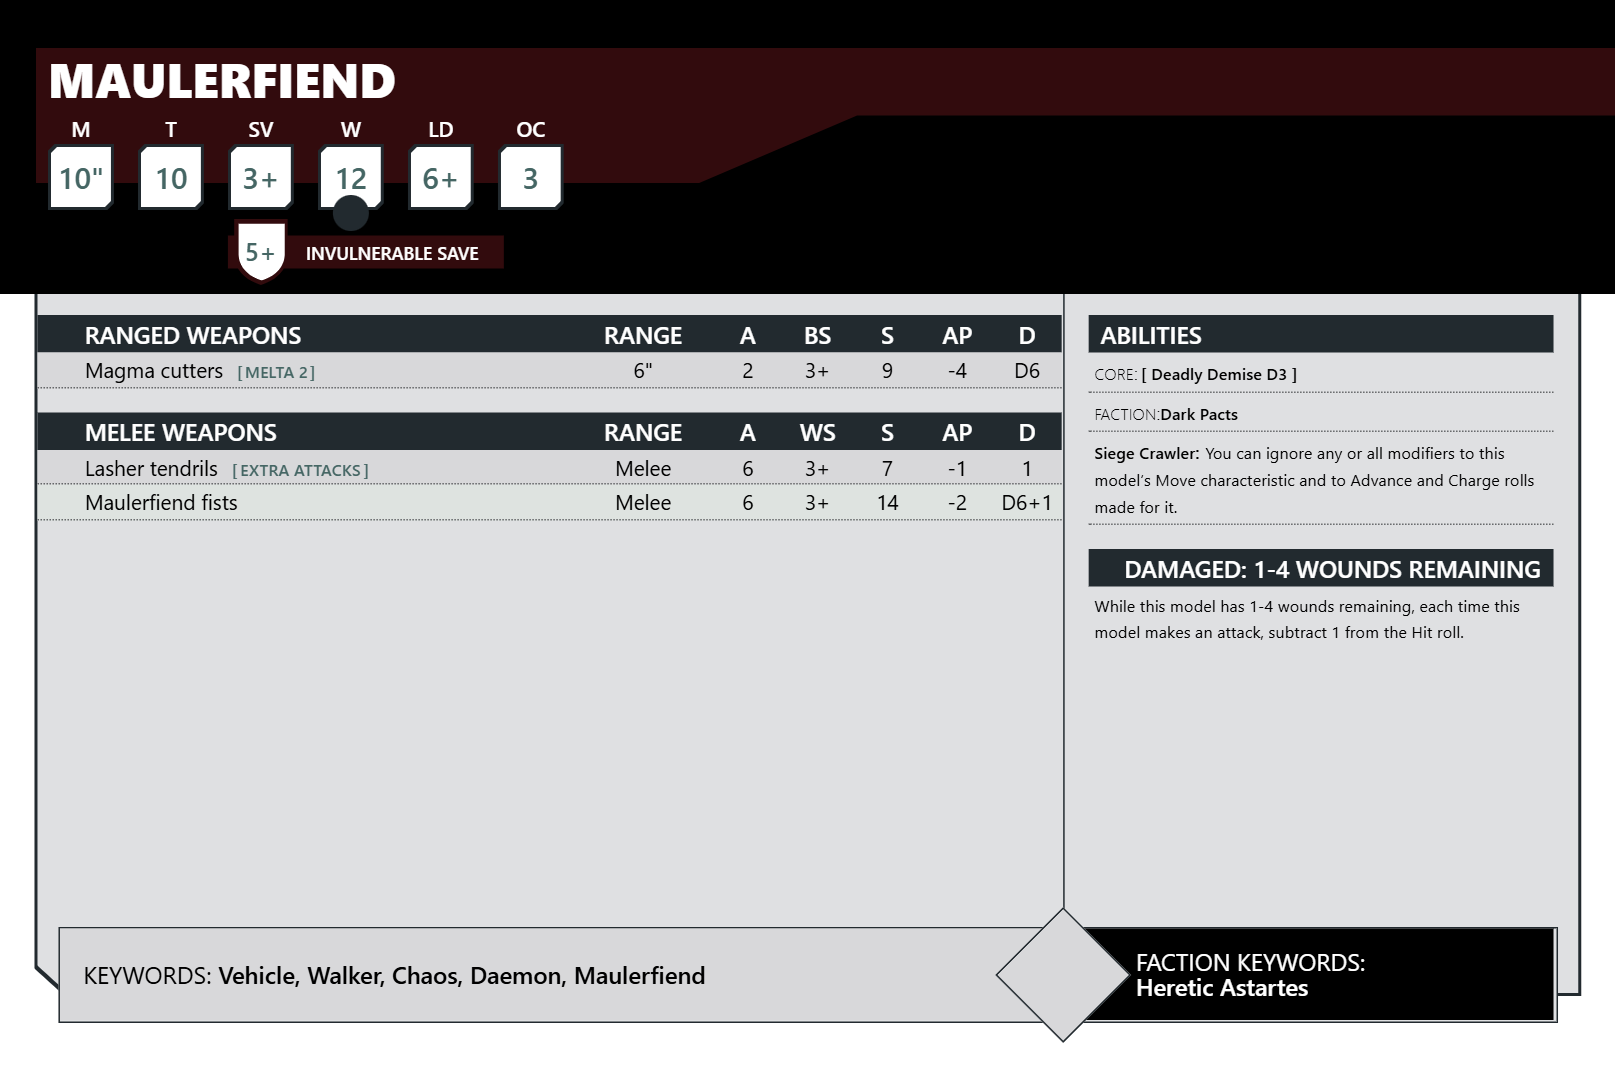 MAULERFIEND
M T SV W LD OC
10" 10 3+ 12 6+ 3
5+ INVULNERABLE SAVE
RANGED WEAPONS RANGE A BS S AP D
Magma cutters [MELTA 2] 6" 2 3+ 9 -4 D6
MELEE WEAPONS RANGE A WS S AP D
Lasher tendrils [EXTRA ATTACKS] Melee 6 3+ 7 -1 1
Maulerfiend fists Melee 6 3+ 14 -2 D6+1
ABILITIES
CORE: [ Deadly Demise D3 ]
FACTION:Dark Pacts
Siege Crawler: You can ignore any or all modifiers to this
model’s Move characteristic and to Advance and Charge rolls
made for it.
DAMAGED: 1-4 WOUNDS REMAINING
While this model has 1-4 wounds remaining, each time this
model makes an attack, subtract 1 from the Hit roll.
KEYWORDS: Vehicle, Walker, Chaos, Daemon, Maulerfiend
FACTION KEYWORDS:
Heretic Astartes